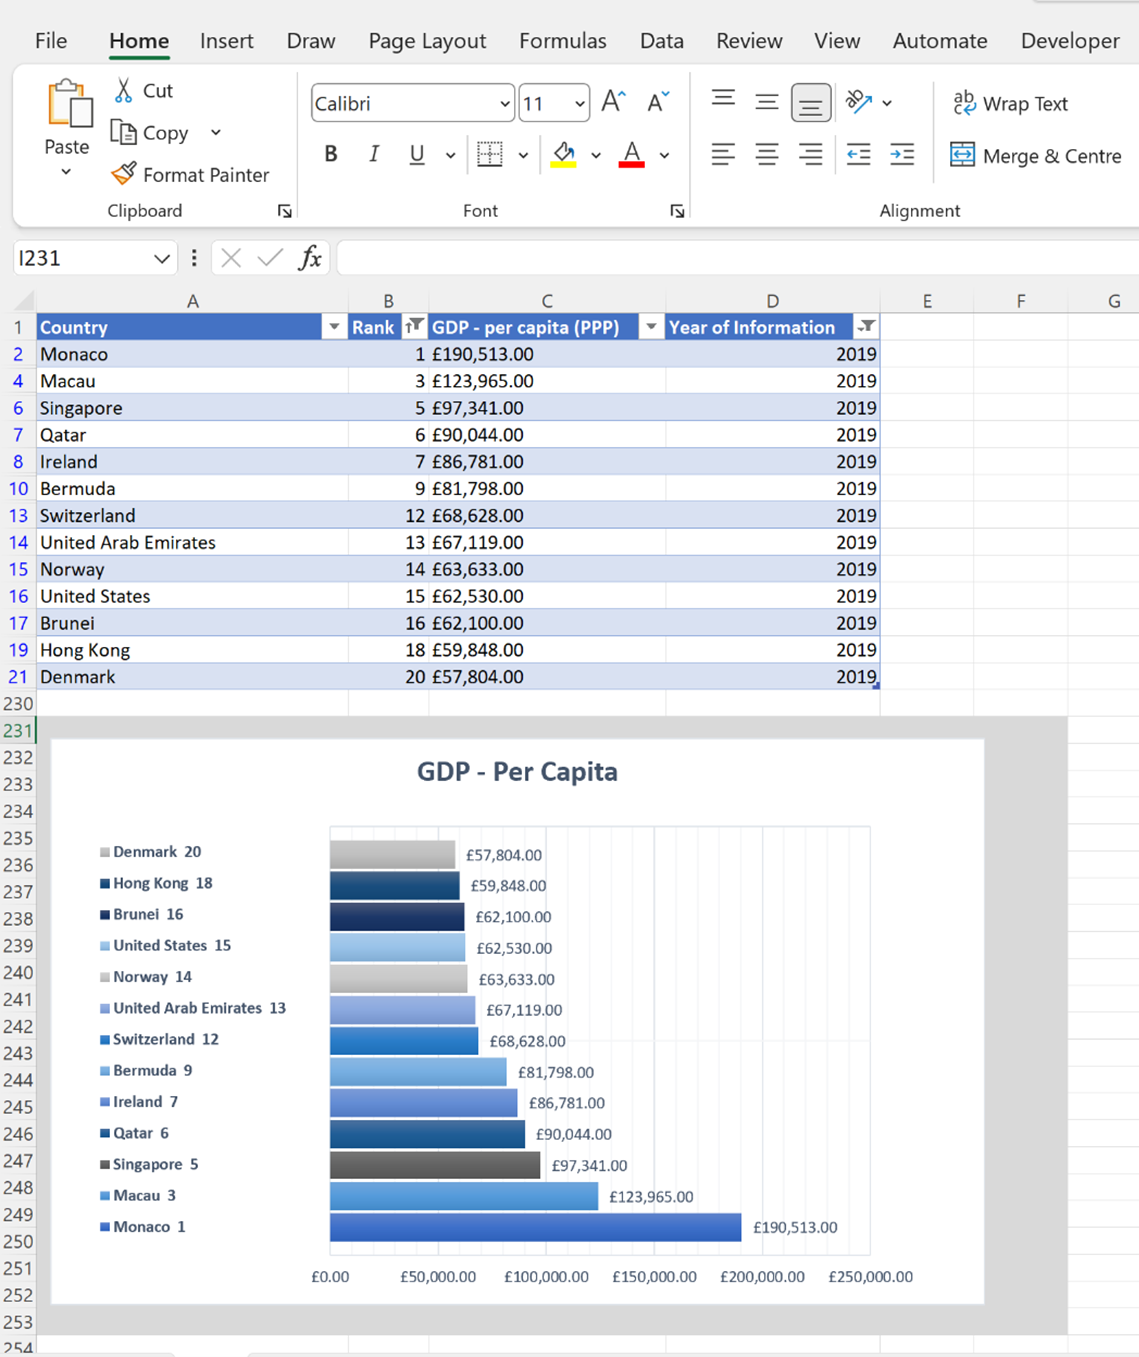 File Home Insert Draw Page Layout Formulas Data Review View Automate Developer
Cut
Calibri 11 A A ab Wrap Text
Copy
Paste B I U A Merge & Centre
Format Painter
Clipboard Font Alignment
I231 fx
A B C D E F G
1 Country Rank GDP - per capita (PPP) Year of Information
2 Monaco 1 £190,513.00 2019
4 Macau 3 £123,965.00 2019
6 Singapore 5 £97,341.00 2019
7 Qatar 6 £90,044.00 2019
8 Ireland 7 £86,781.00 2019
10 Bermuda 9 £81,798.00 2019
13 Switzerland 12 £68,628.00 2019
14 United Arab Emirates 13 £67,119.00 2019
15 Norway 14 £63,633.00 2019
16 United States 15 £62,530.00 2019
17 Brunei 16 £62,100.00 2019
19 Hong Kong 18 £59,848.00 2019
21 Denmark 20 £57,804.00 2019
230
231
232
233
234
235
236
237
238
239
240
241
242
243
244
245
246
247
248
249
250
251
252
253
254
GDP - Per Capita
Denmark 20 £57,804.00
Hong Kong 18 £59,848.00
Brunei 16 £62,100.00
United States 15 £62,530.00
Norway 14 £63,633.00
United Arab Emirates 13 £67,119.00
Switzerland 12 £68,628.00
Bermuda 9 £81,798.00
Ireland 7 £86,781.00
Qatar 6 £90,044.00
Singapore 5 £97,341.00
Macau 3 £123,965.00
Monaco 1 £190,513.00
£0.00 £50,000.00 £100,000.00 £150,000.00 £200,000.00 £250,000.00